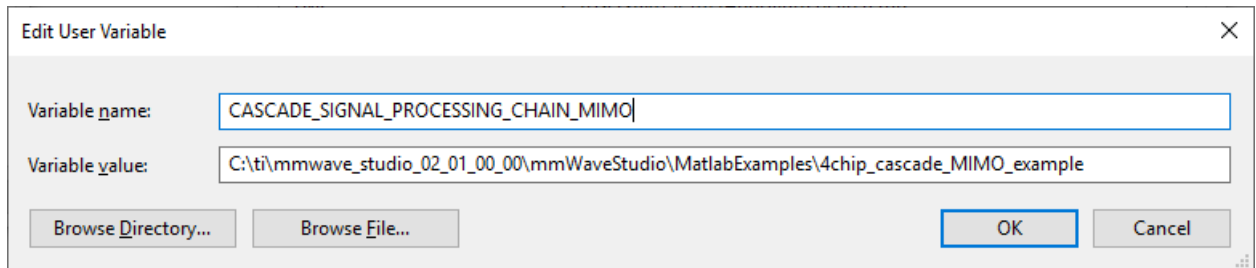 Edit User Variable
Variable name: CASCADE_SIGNAL_PROCESSING_CHAIN_MIMO
Variable value: C:\ti\mmwave_studio_02_01_00_00\mmWaveStudio\MatlabExamples\4chip_cascade_MIMO_example
Browse Directory... Browse File... OK Cancel